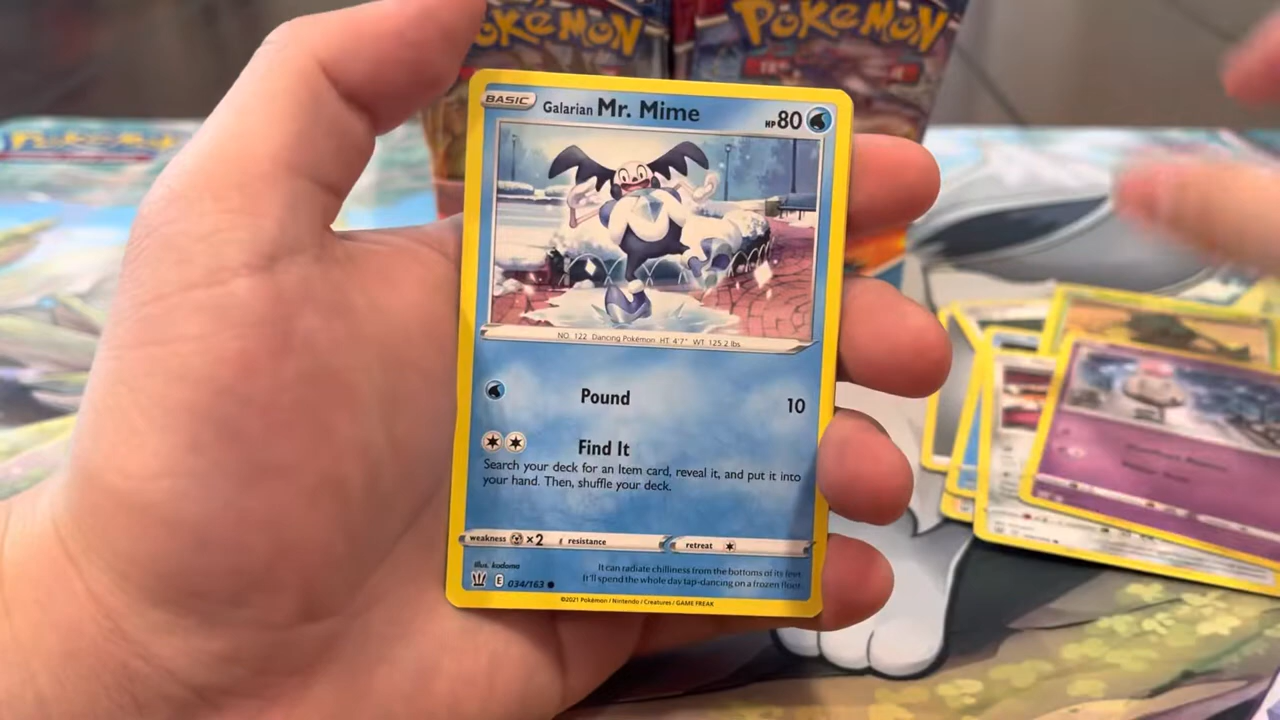 POKÉMON
POKÉMON
BASIC
Galarian Mr. Mime
HP 80
NO. 122 Dancing Pokémon HT: 4'7" WT: 125.2 lbs.
Pound
10
Find It
Search your deck for an Item card, reveal it, and put it into
your hand. Then, shuffle your deck.
weakness ×2 resistance retreat
illus. kodama
It can radiate chilliness from the bottoms of its feet.
It'll spend the whole day tap-dancing on a frozen floor.
E 034/163
©2021 Pokémon / Nintendo / Creatures / GAME FREAK